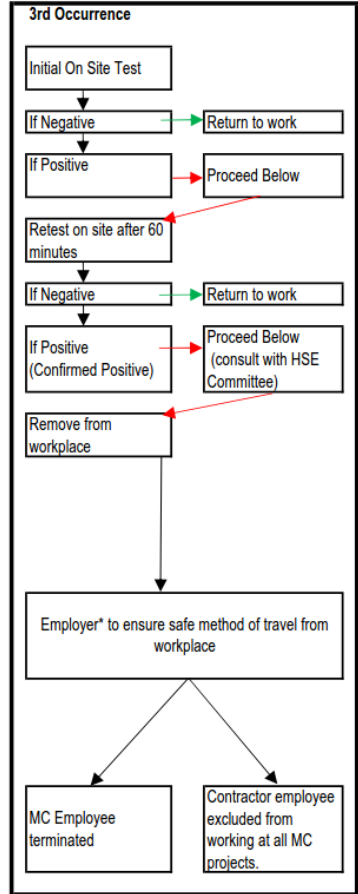 3rd Occurrence
Initial On Site Test
If Negative
Return to work
If Positive
Proceed Below
Retest on site after 60
minutes
If Negative
Return to work
If Positive
(Confirmed Positive)
Proceed Below
(consult with HSE
Committee)
Remove from
workplace
Employer* to ensure safe method of travel from
workplace
MC Employee
terminated
Contractor employee
excluded from
working at all MC
projects.